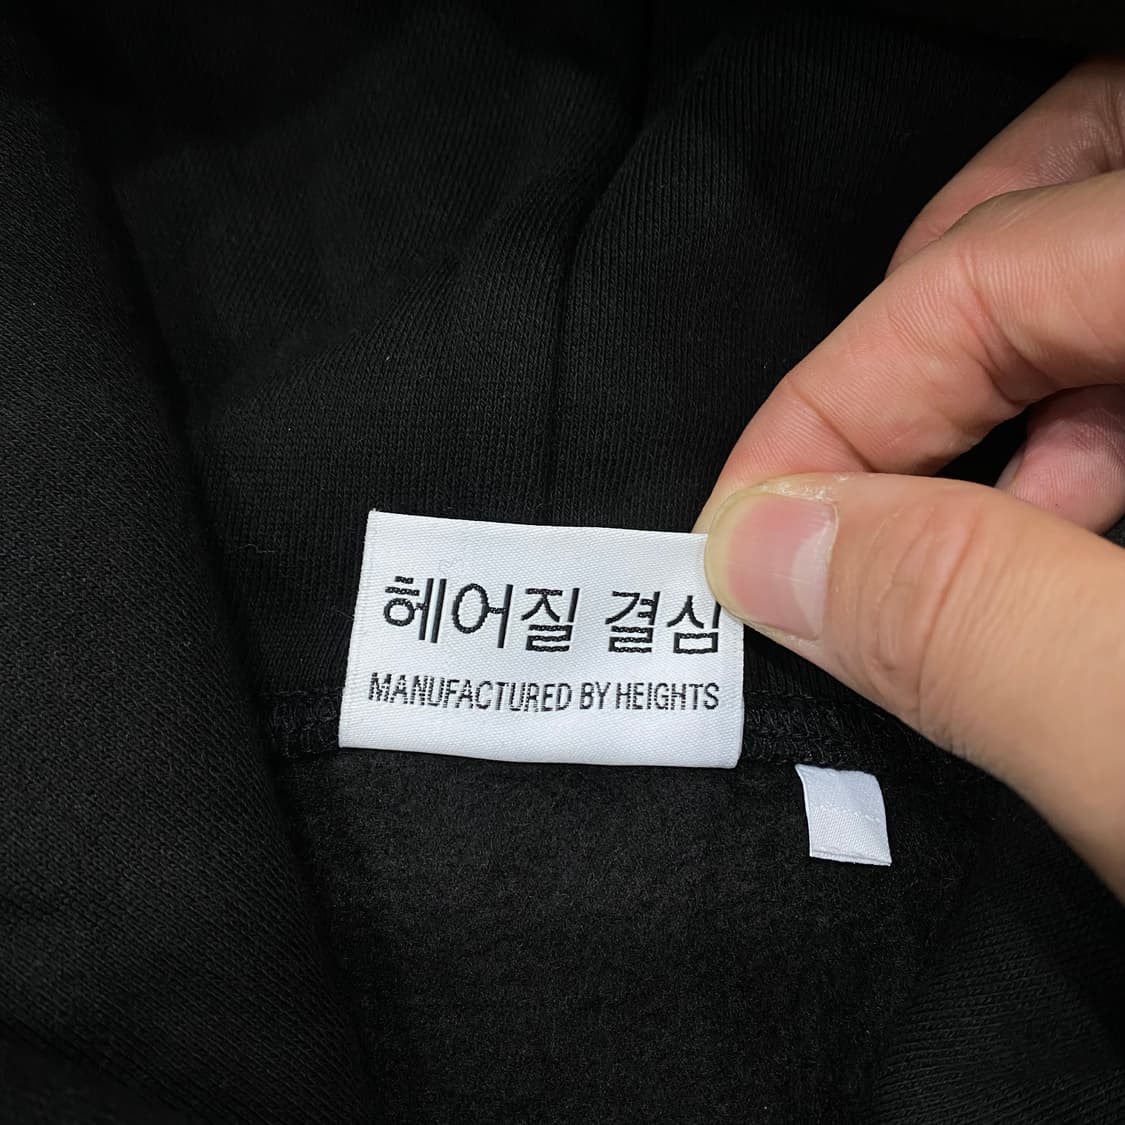 헤어질 결심
MANUFACTURED BY HEIGHTS